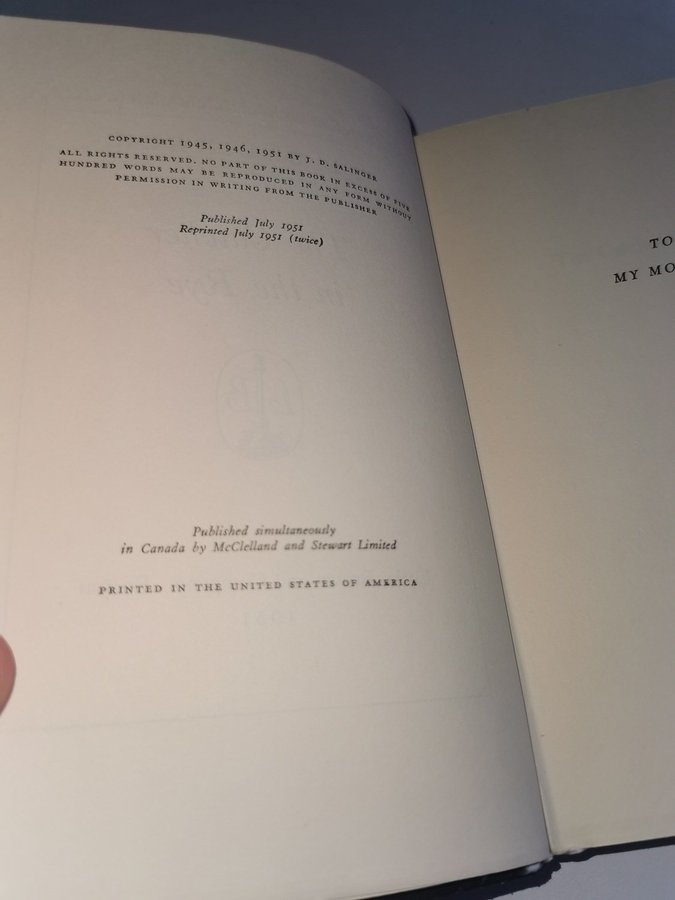 COPYRIGHT 1945, 1946, 1951 BY J. D. SALINGER
ALL RIGHTS RESERVED. NO PART OF THIS BOOK IN EXCESS OF FIVE
HUNDRED WORDS MAY BE REPRODUCED IN ANY FORM WITHOUT
PERMISSION IN WRITING FROM THE PUBLISHER
Published July 1951
Reprinted July 1951 (twice)
Published simultaneously
in Canada by McClelland and Stewart Limited
PRINTED IN THE UNITED STATES OF AMERICA
TO
MY MO